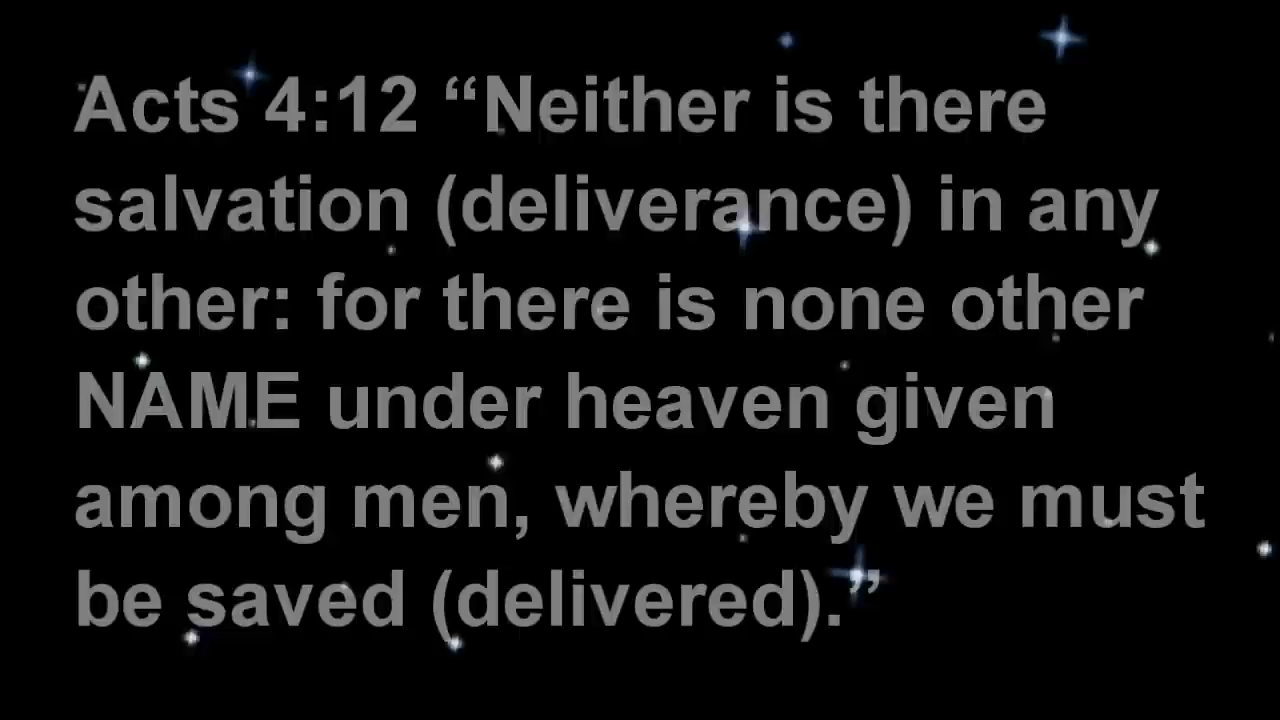 Acts 4:12 “Neither is there
salvation (deliverance) in any
other: for there is none other
NAME under heaven given
among men, whereby we must
be saved (delivered).”